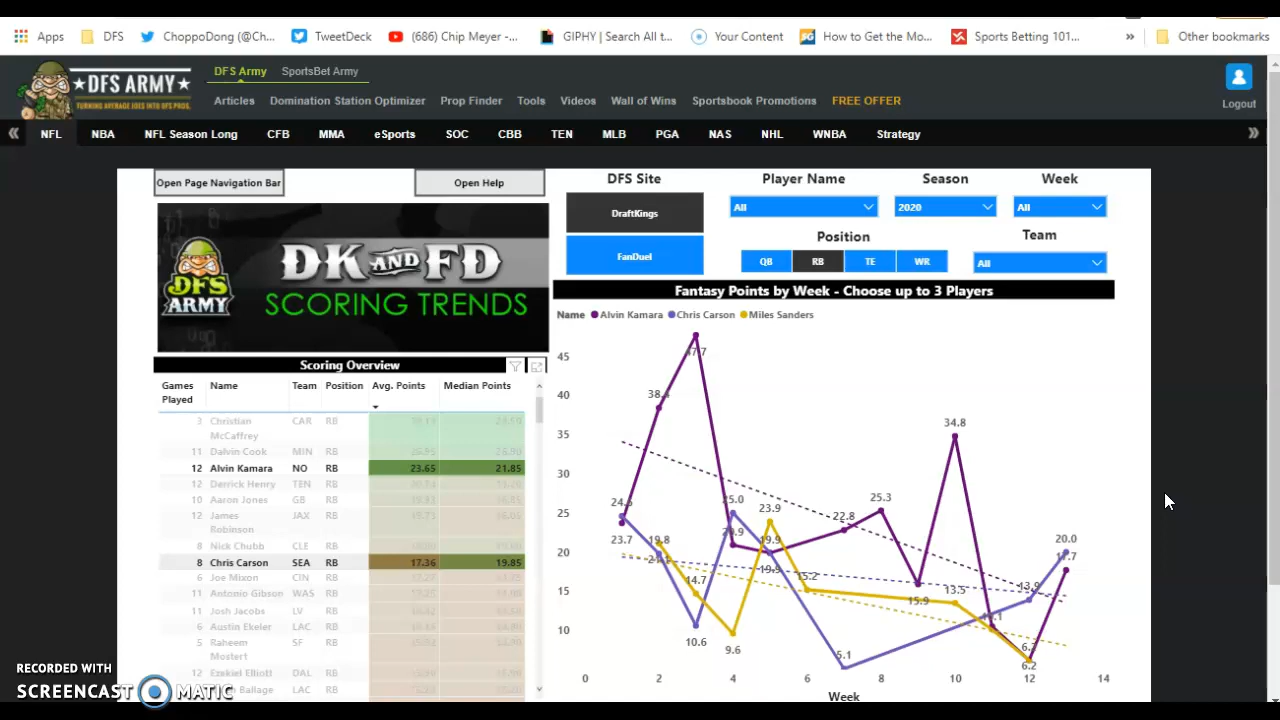 Apps DFS ChoppoDong (@Ch... TweetDeck (686) Chip Meyer -... GIPHY | Search All t... Your Content How to Get the Mo... Sports Betting 101... » Other bookmarks
★DFS ARMY★
TURNING AVERAGE JOES INTO DFS PROS.
DFS Army SportsBet Army
Articles Domination Station Optimizer Prop Finder Tools Videos Wall of Wins Sportsbook Promotions FREE OFFER
Logout
« NFL NBA NFL Season Long CFB MMA eSports SOC CBB TEN MLB PGA NAS NHL WNBA Strategy »
Open Page Navigation Bar Open Help
DFS Site Player Name Season Week
DraftKings All 2020 All
Position Team
FanDuel QB RB TE WR All
DK AND FD
SCORING TRENDS
DFS
ARMY
Fantasy Points by Week - Choose up to 3 Players
Name Alvin Kamara Chris Carson Miles Sanders
Scoring Overview
Games Played Name Team Position Avg. Points Median Points
3 Christian McCaffrey CAR RB
11 Dalvin Cook MIN RB
12 Alvin Kamara NO RB 23.65 21.85
12 Derrick Henry TEN RB
10 Aaron Jones GB RB
12 James Robinson JAX RB
8 Nick Chubb CLE RB
8 Chris Carson SEA RB 17.36 19.85
6 Joe Mixon CIN RB
11 Antonio Gibson WAS RB
11 Josh Jacobs LV RB
6 Austin Ekeler LAC RB
5 Raheem Mostert SF RB
12 Ezekiel Elliott DAL RB
Ballage LAC RB
45
40
35
30
25
20
15
10
47.7
38.4
34.8
24.6 25.0 23.9 25.3
23.7 19.8 19.9 22.8 20.0
14.7 15.2 13.5 13.9
10.6 9.6 15.9
5.1 6.2
0 2 4 6 8 10 12 14
Week
RECORDED WITH
SCREENCAST MATIC